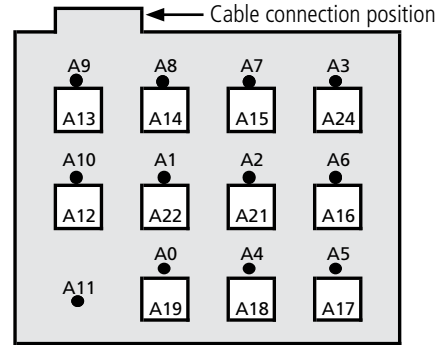 Cable connection position
A9 A8 A7 A3
A13 A14 A15 A24
A10 A1 A2 A6
A12 A22 A21 A16
A0 A4 A5
A11
A19 A18 A17